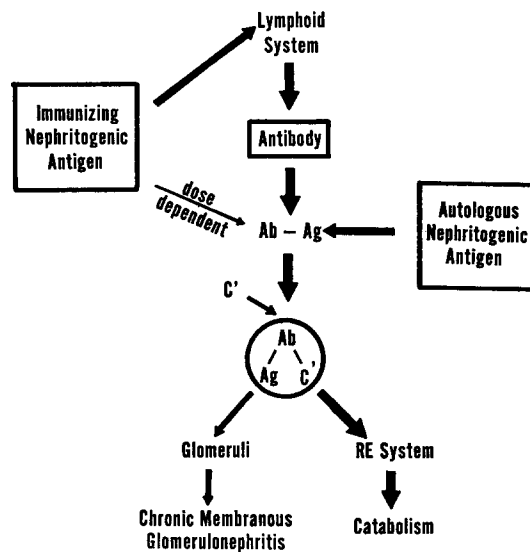 Lymphoid
System
Immunizing
Nephritogenic
Antigen
Antibody
dose
dependent
Ab – Ag
Autologous
Nephritogenic
Antigen
C'
Ab
Ag C'
Glomeruli
RE System
Chronic Membranous
Glomerulonephritis
Catabolism